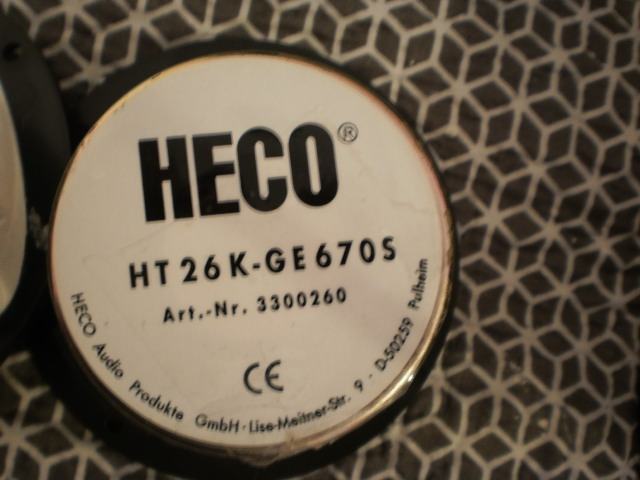 HECO®
HT 26 K-GE 670 S
Art.-Nr. 3300260
CE
HECO Audio Produkte GmbH · Lise-Meitner-Str. 9 · D-50259 Pulheim